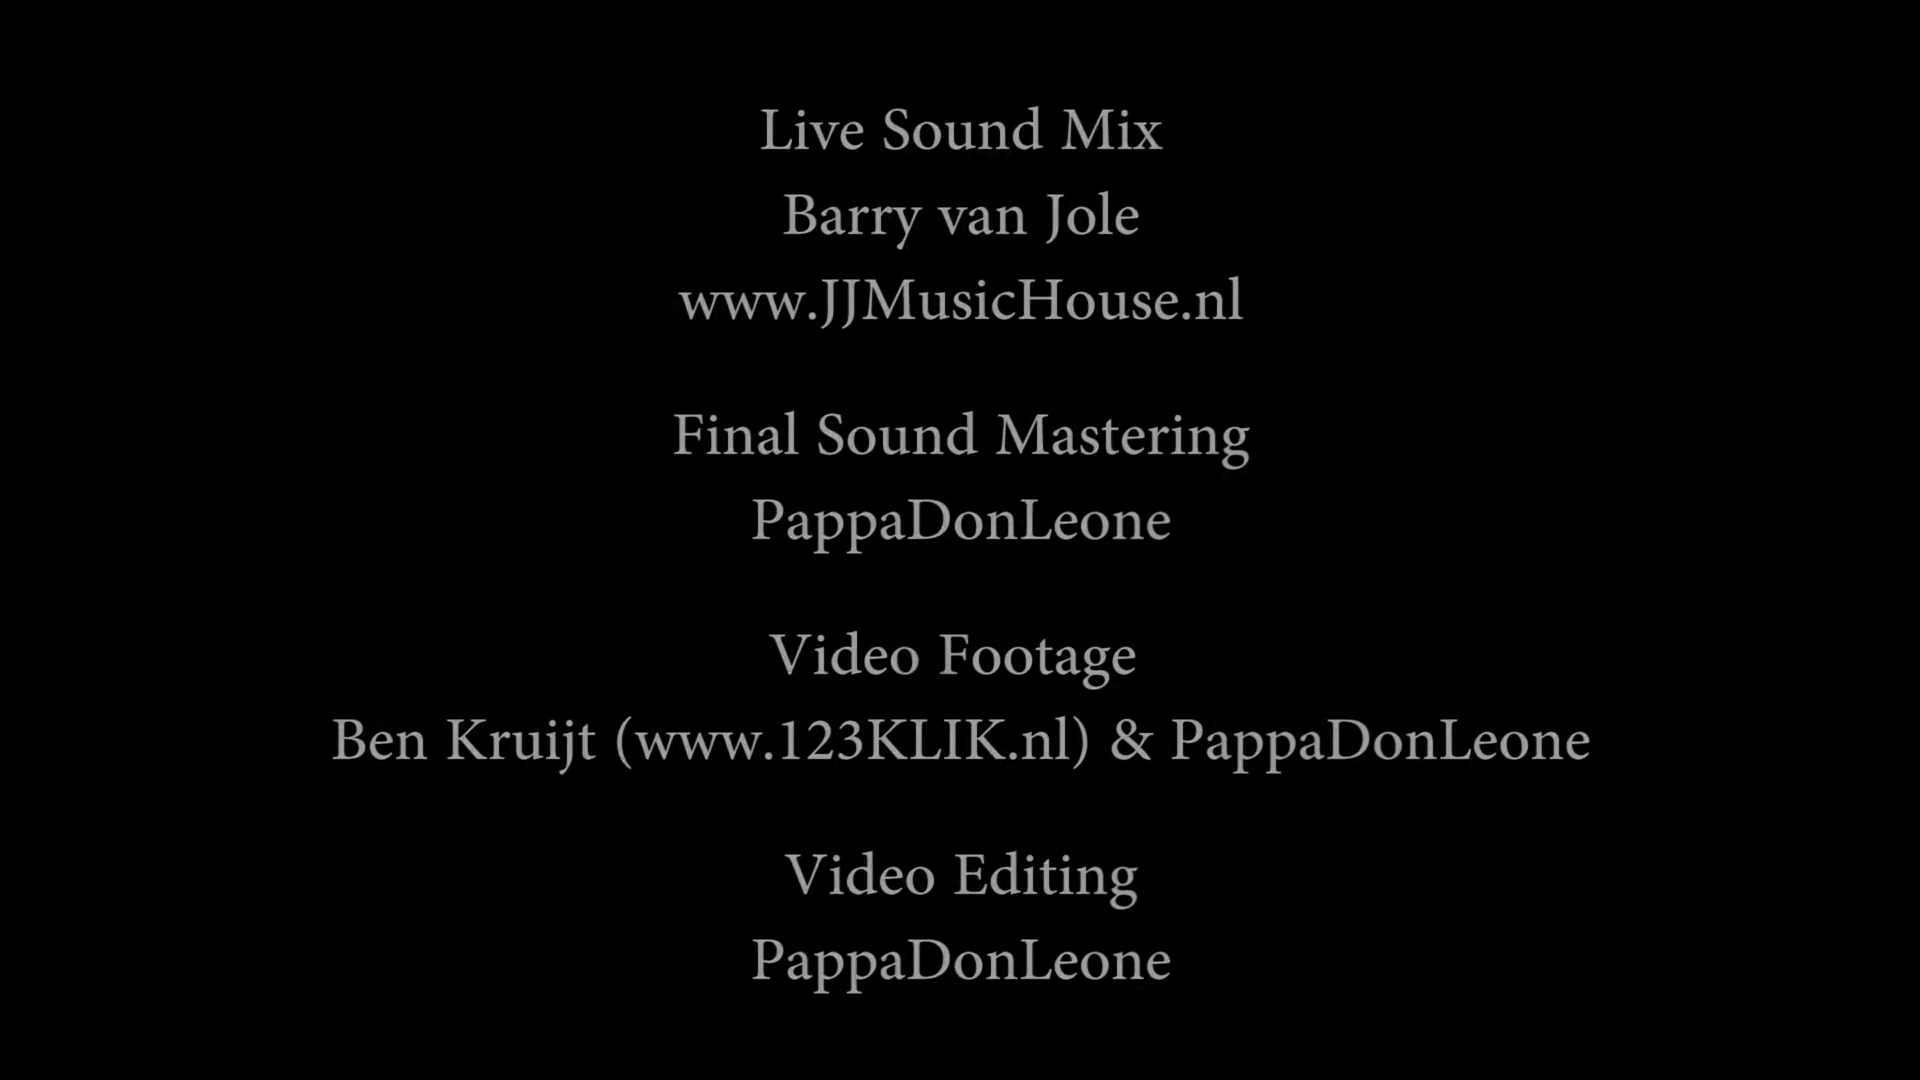 Live Sound Mix
Barry van Jole
www.JJMusicHouse.nl
Final Sound Mastering
PappaDonLeone
Video Footage
Ben Kruijt (www.123KLIK.nl) & PappaDonLeone
Video Editing
PappaDonLeone